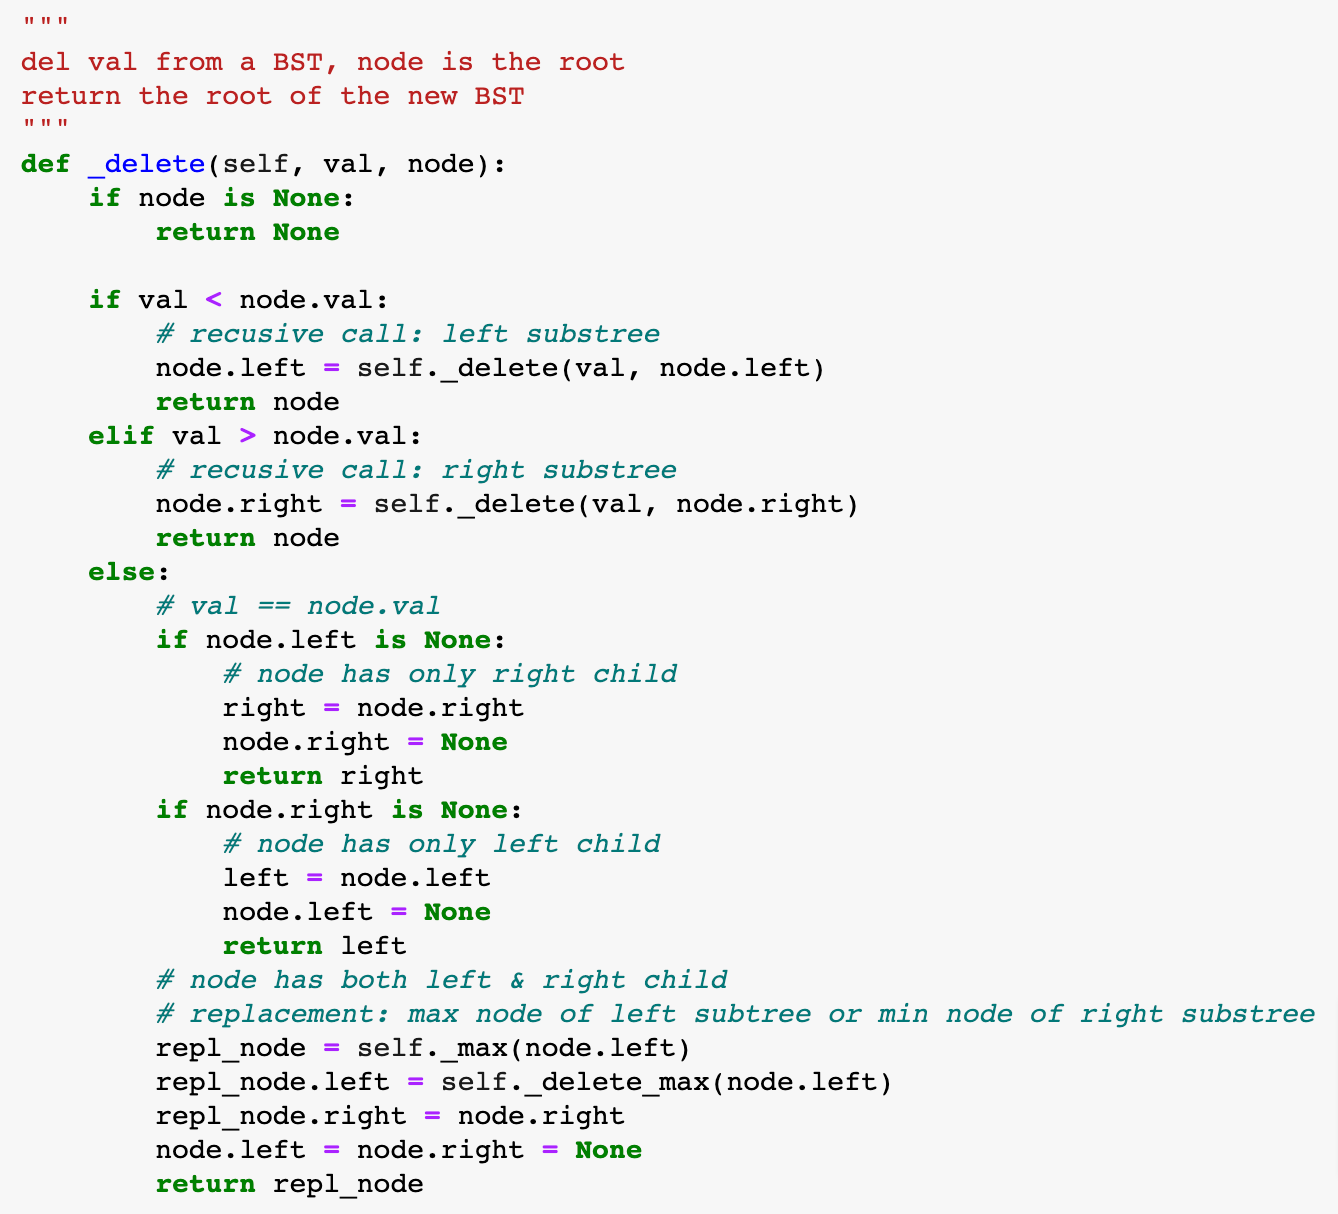 """
del val from a BST, node is the root
return the root of the new BST
"""
def _delete(self, val, node):
    if node is None:
        return None

    if val < node.val:
        # recusive call: left substree
        node.left = self._delete(val, node.left)
        return node
    elif val > node.val:
        # recusive call: right substree
        node.right = self._delete(val, node.right)
        return node
    else:
        # val == node.val
        if node.left is None:
            # node has only right child
            right = node.right
            node.right = None
            return right
        if node.right is None:
            # node has only left child
            left = node.left
            node.left = None
            return left
        # node has both left & right child
        # replacement: max node of left subtree or min node of right substree
        repl_node = self._max(node.left)
        repl_node.left = self._delete_max(node.left)
        repl_node.right = node.right
        node.left = node.right = None
        return repl_node